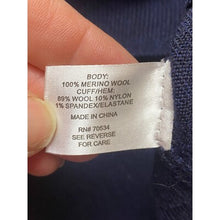 BODY:
100% MERINO WOOL
CUFF/HEM:
89% WOOL 10% NYLON
1% SPANDEX/ELASTANE
MADE IN CHINA
RN# 70534
SEE REVERSE
FOR CARE